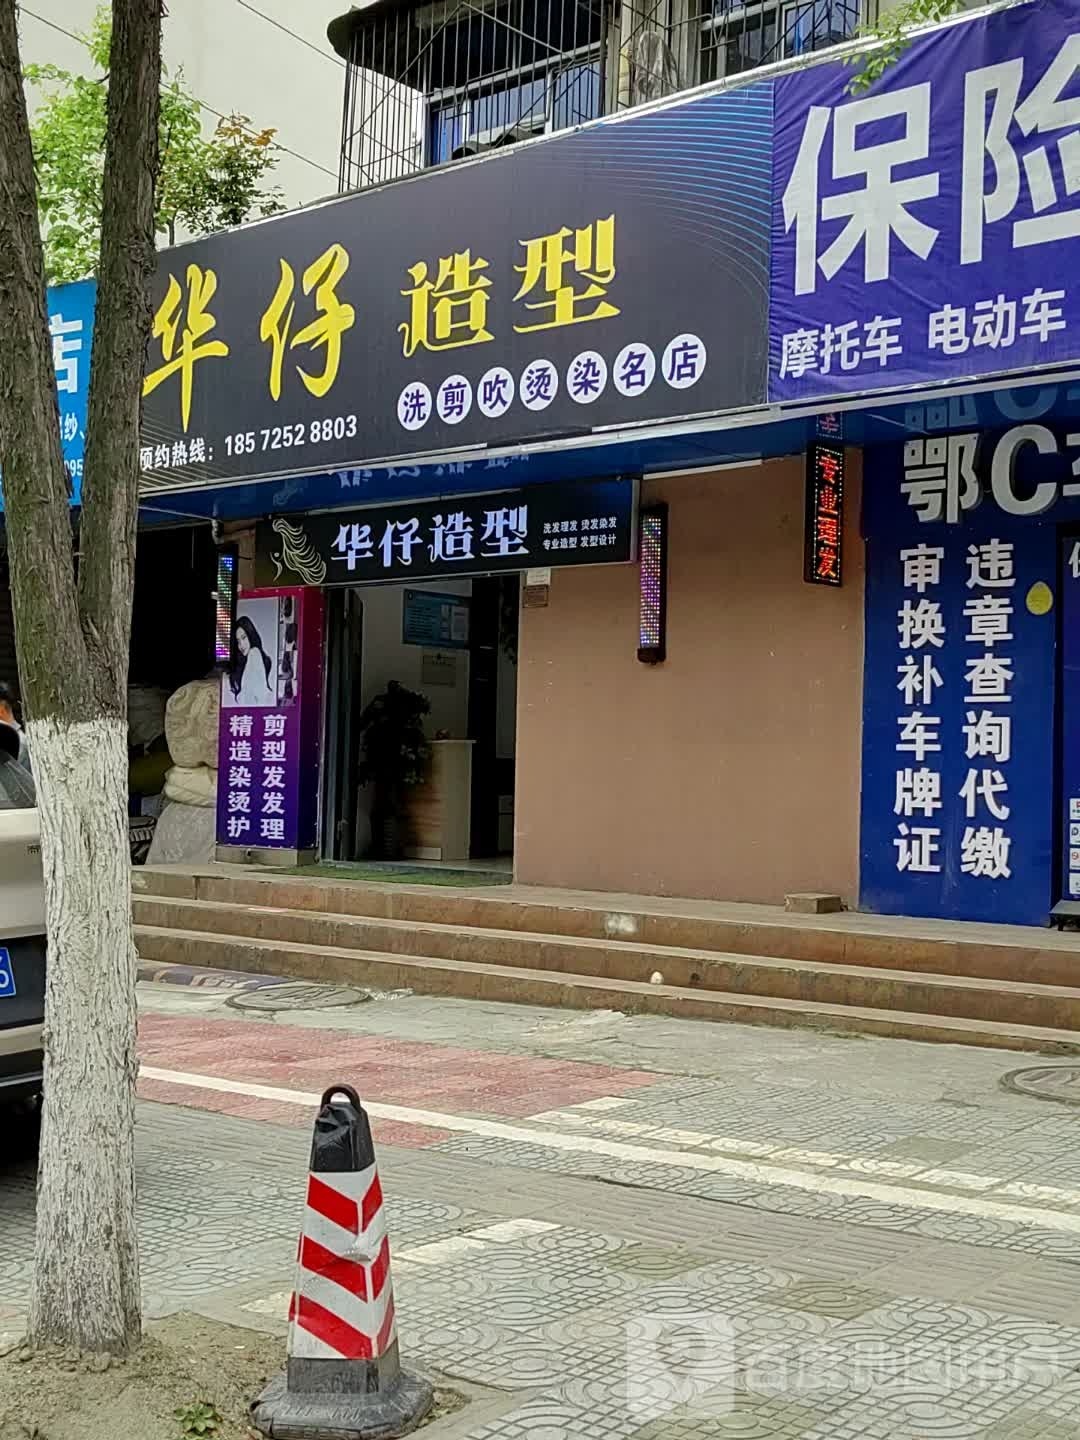 店
纱、
华仔造型
洗剪吹烫染名店
预约热线：185 7252 8803
保险
摩托车 电动车
华仔造型
洗发理发 烫发染发
专业造型 发型设计
专业理发
鄂C
违章查询代缴
审换补车牌证
剪型发发理
精造染烫护